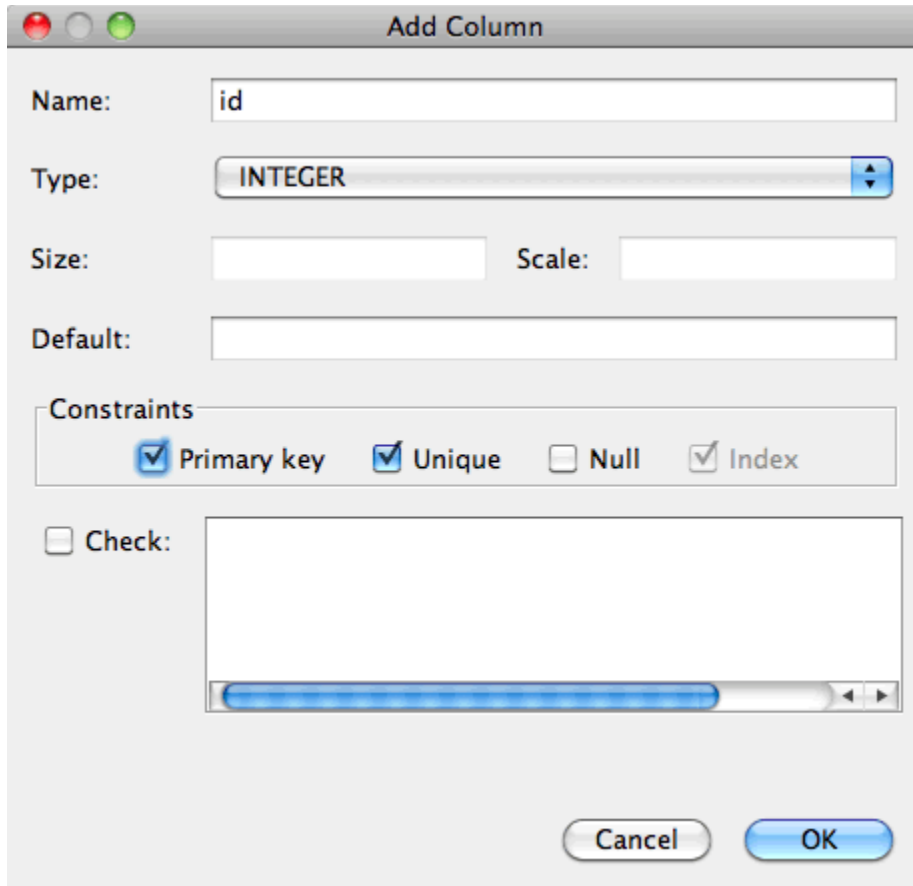 Add Column
Name: id
Type: INTEGER
Size: Scale:
Default:
Constraints
Primary key Unique Null Index
Check:
Cancel OK